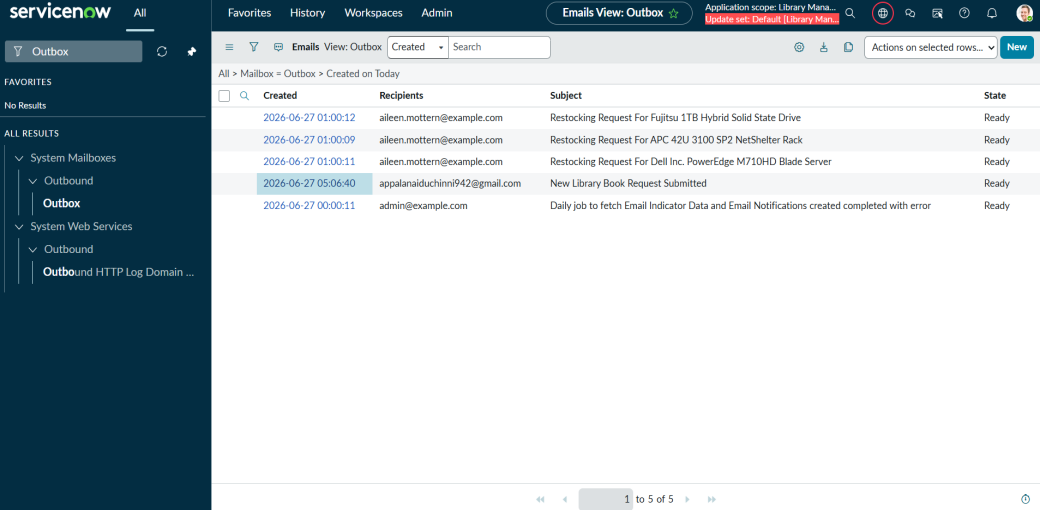 servicenow All Favorites History Workspaces Admin Emails View: Outbox Application scope: Library Mana...
Update set: Default [Library Man...
Outbox
Emails View: Outbox Created Search Actions on selected rows... New
All > Mailbox = Outbox > Created on Today
FAVORITES
No Results
ALL RESULTS
System Mailboxes
Outbound
Outbox
System Web Services
Outbound
Outbound HTTP Log Domain ...
Created Recipients Subject State
2026-06-27 01:00:12 aileen.mottern@example.com Restocking Request For Fujitsu 1TB Hybrid Solid State Drive Ready
2026-06-27 01:00:09 aileen.mottern@example.com Restocking Request For APC 42U 3100 SP2 NetShelter Rack Ready
2026-06-27 01:00:11 aileen.mottern@example.com Restocking Request For Dell Inc. PowerEdge M710HD Blade Server Ready
2026-06-27 05:06:40 appalanaiduchinni942@gmail.com New Library Book Request Submitted Ready
2026-06-27 00:00:11 admin@example.com Daily job to fetch Email Indicator Data and Email Notifications created completed with error Ready
1 to 5 of 5